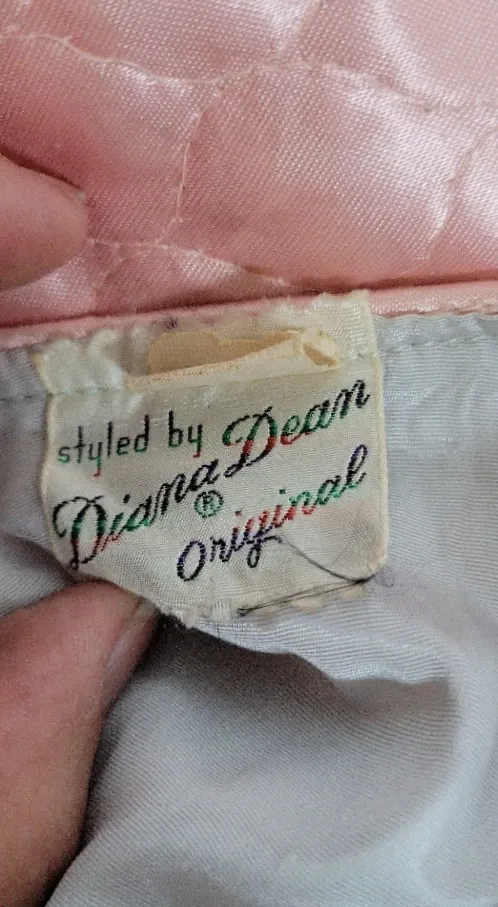 styled by Diana Dean
®
Original